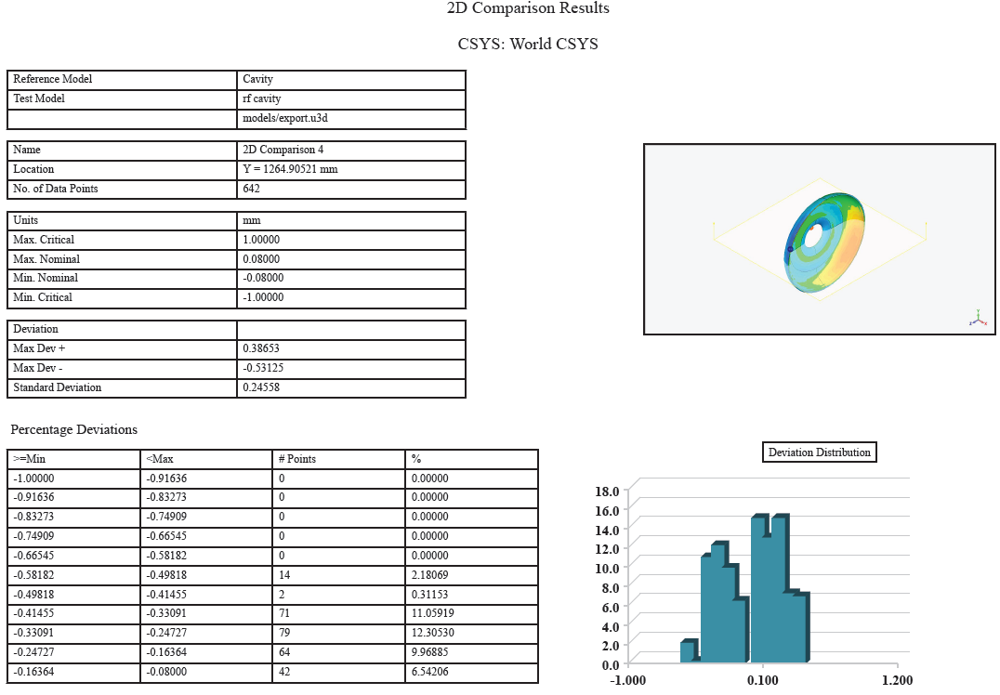 2D Comparison Results
CSYS: World CSYS
Reference Model Cavity
Test Model rf cavity
models/export.u3d
Name 2D Comparison 4
Location Y = 1264.90521 mm
No. of Data Points 642
Units mm
Max. Critical 1.00000
Max. Nominal 0.08000
Min. Nominal -0.08000
Min. Critical -1.00000
Deviation
Max Dev + 0.38653
Max Dev - -0.53125
Standard Deviation 0.24558
Percentage Deviations
>=Min <Max # Points %
-1.00000 -0.91636 0 0.00000
-0.91636 -0.83273 0 0.00000
-0.83273 -0.74909 0 0.00000
-0.74909 -0.66545 0 0.00000
-0.66545 -0.58182 0 0.00000
-0.58182 -0.49818 14 2.18069
-0.49818 -0.41455 2 0.31153
-0.41455 -0.33091 71 11.05919
-0.33091 -0.24727 79 12.30530
-0.24727 -0.16364 64 9.96885
-0.16364 -0.08000 42 6.54206
Deviation Distribution
18.0
16.0
14.0
12.0
10.0
8.0
6.0
4.0
2.0
0.0
-1.000 0.100 1.200